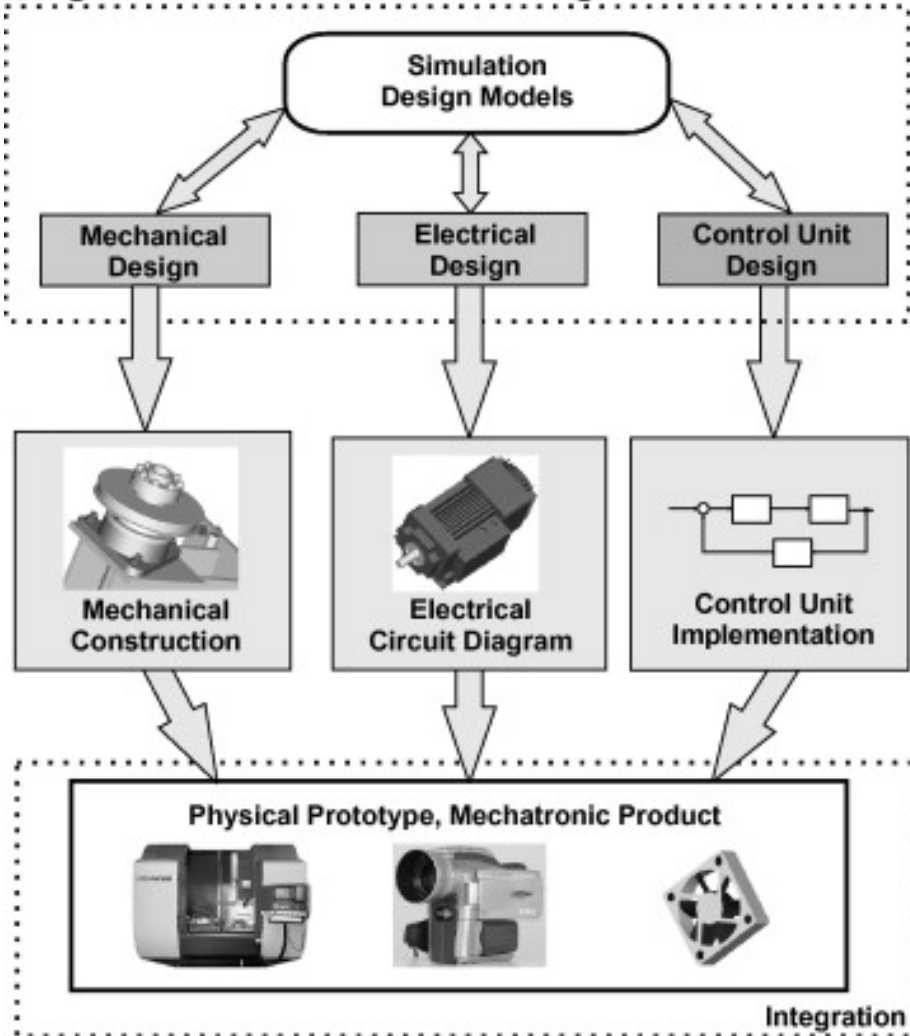 Simulation
Design Models
Mechanical
Design
Electrical
Design
Control Unit
Design
Mechanical
Construction
Electrical
Circuit Diagram
Control Unit
Implementation
Physical Prototype, Mechatronic Product
Integration